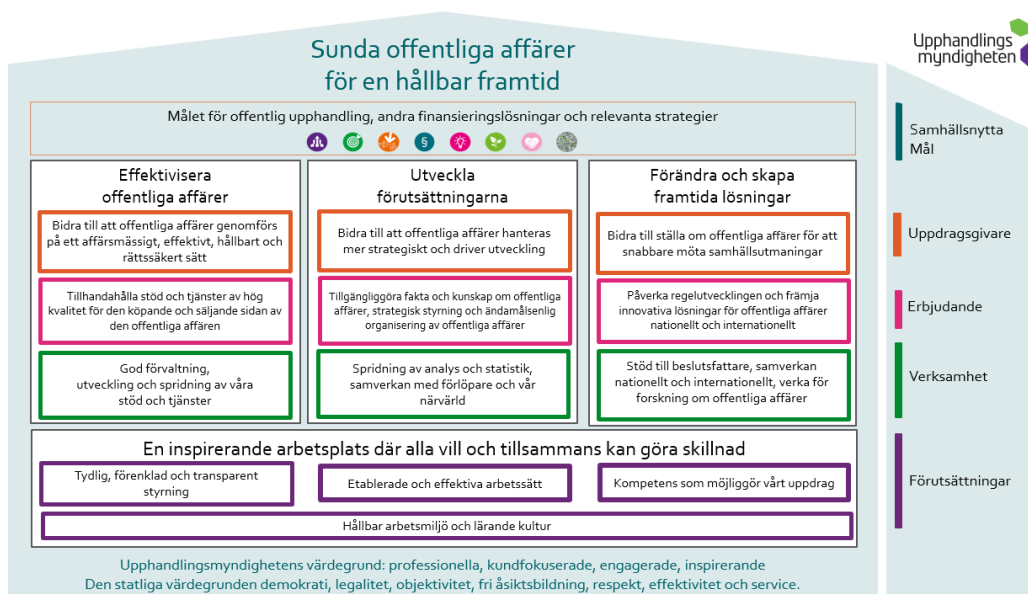 Sunda offentliga affärer
för en hållbar framtid
Upphandlings
myndigheten
Målet för offentlig upphandling, andra finansieringslösningar och relevanta strategier
§
Samhällsnytta
Mål
Effektivisera
offentliga affärer
Utveckla
förutsättningarna
Förändra och skapa
framtida lösningar
Bidra till att offentliga affärer genomförs
på ett affärsmässigt, effektivt, hållbart och
rättssäkert sätt
Bidra till att offentliga affärer hanteras
mer strategiskt och driver utveckling
Bidra till ställa om offentliga affärer för att
snabbare möta samhällsutmaningar
Uppdragsgivare
Tillhandahålla stöd och tjänster av hög
kvalitet för den köpande och säljande sidan av
den offentliga affären
Tillgängliggöra fakta och kunskap om offentliga
affärer, strategisk styrning och ändamålsenlig
organisering av offentliga affärer
Påverka regelutvecklingen och främja
innovativa lösningar för offentliga affärer
nationellt och internationellt
Erbjudande
God förvaltning,
utveckling och spridning av våra
stöd och tjänster
Spridning av analys och statistik,
samverkan med förlöpare och vår
närvärld
Stöd till beslutsfattare, samverkan
nationellt och internationellt, verka för
forskning om offentliga affärer
Verksamhet
En inspirerande arbetsplats där alla vill och tillsammans kan göra skillnad
Tydlig, förenklad och transparent
styrning
Etablerade och effektiva arbetssätt
Kompetens som möjliggör vårt uppdrag
Förutsättningar
Hållbar arbetsmiljö och lärande kultur
Upphandlingsmyndighetens värdegrund: professionella, kundfokuserade, engagerade, inspirerande
Den statliga värdegrunden demokrati, legalitet, objektivitet, fri åsiktsbildning, respekt, effektivitet och service.